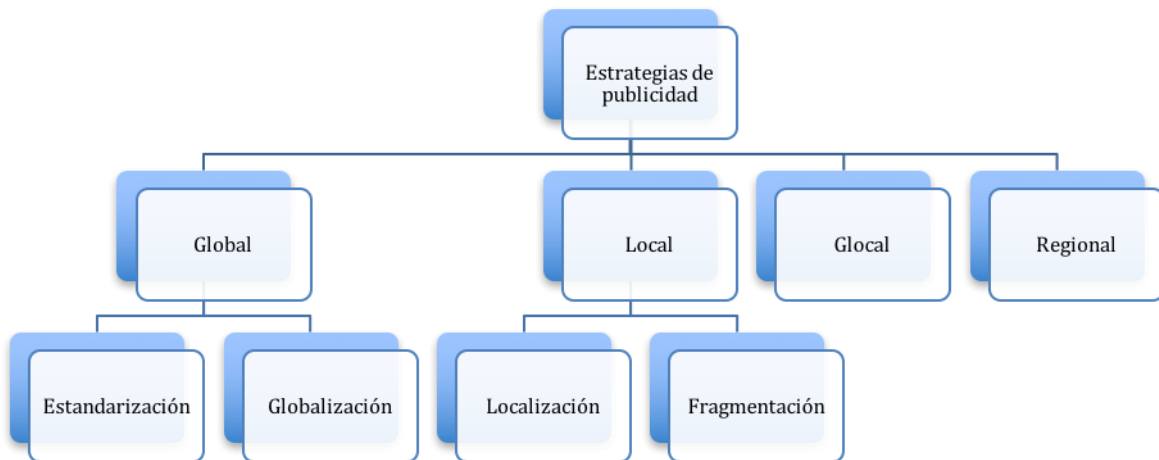 Estrategias de
publicidad
Global
Local
Glocal
Regional
Estandarización
Globalización
Localización
Fragmentación